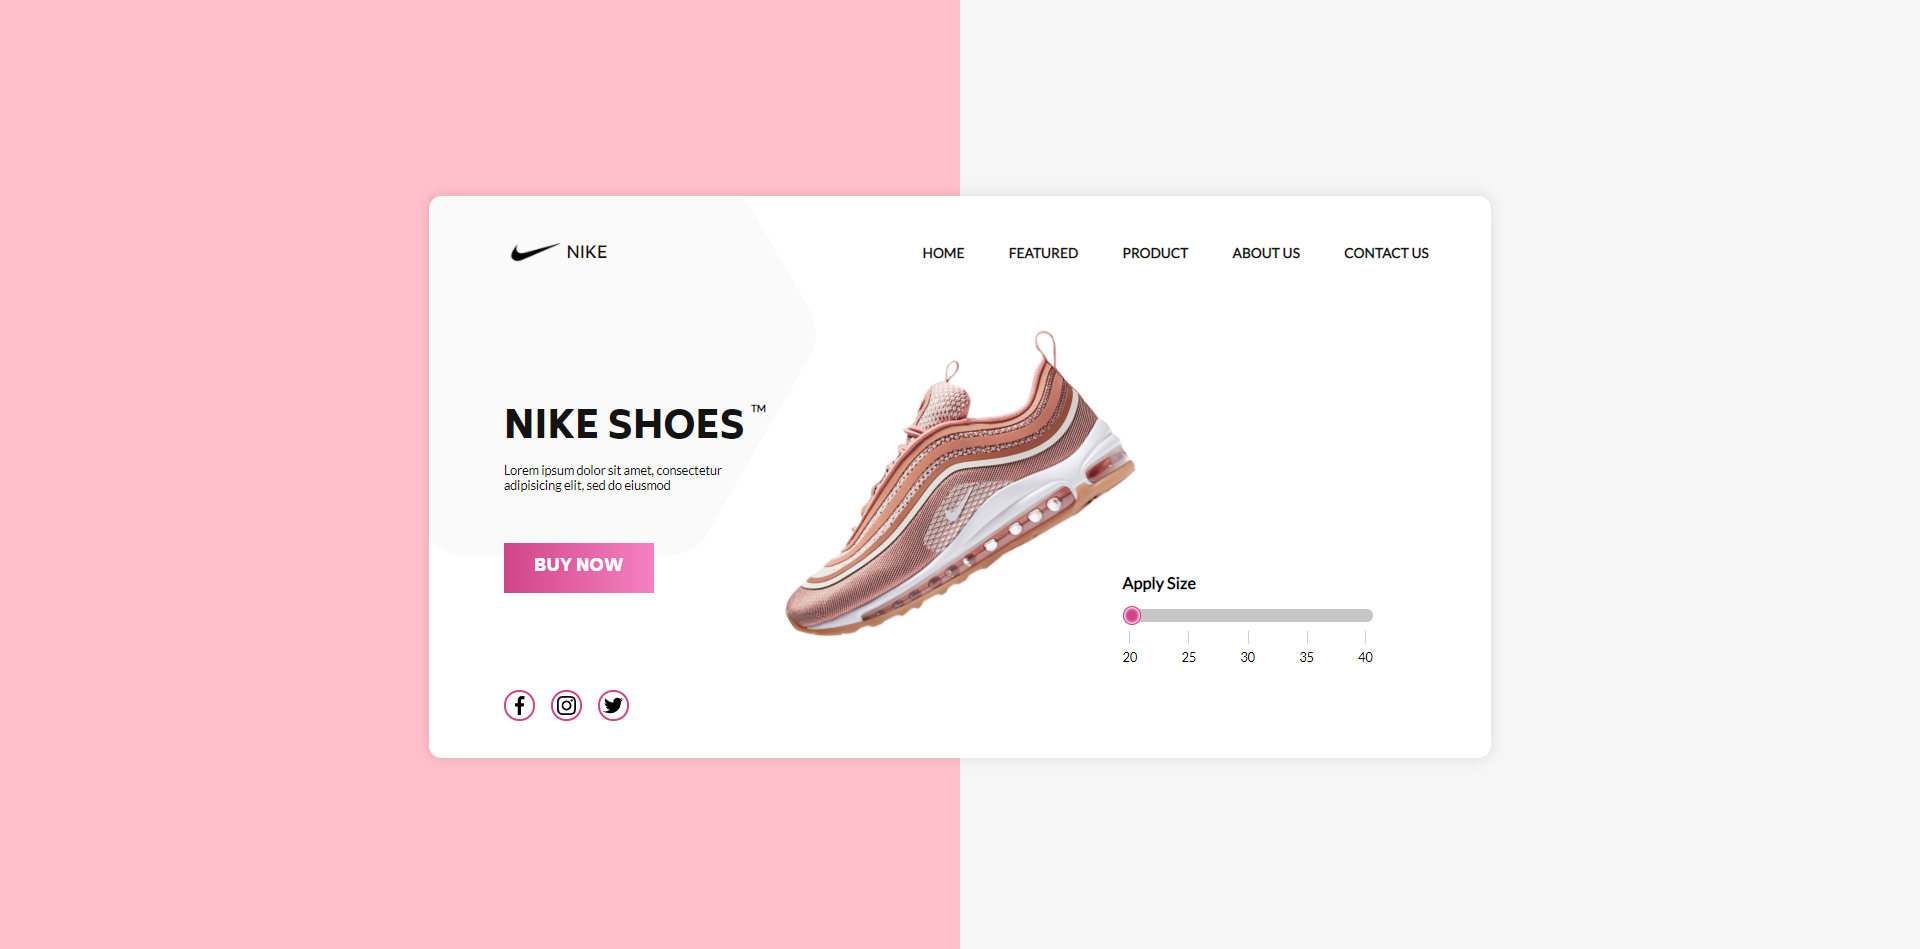 NIKE
HOME FEATURED PRODUCT ABOUT US CONTACT US
NIKE SHOES ™
Lorem ipsum dolor sit amet, consectetur
adipisicing elit, sed do eiusmod
BUY NOW
Apply Size
20 25 30 35 40